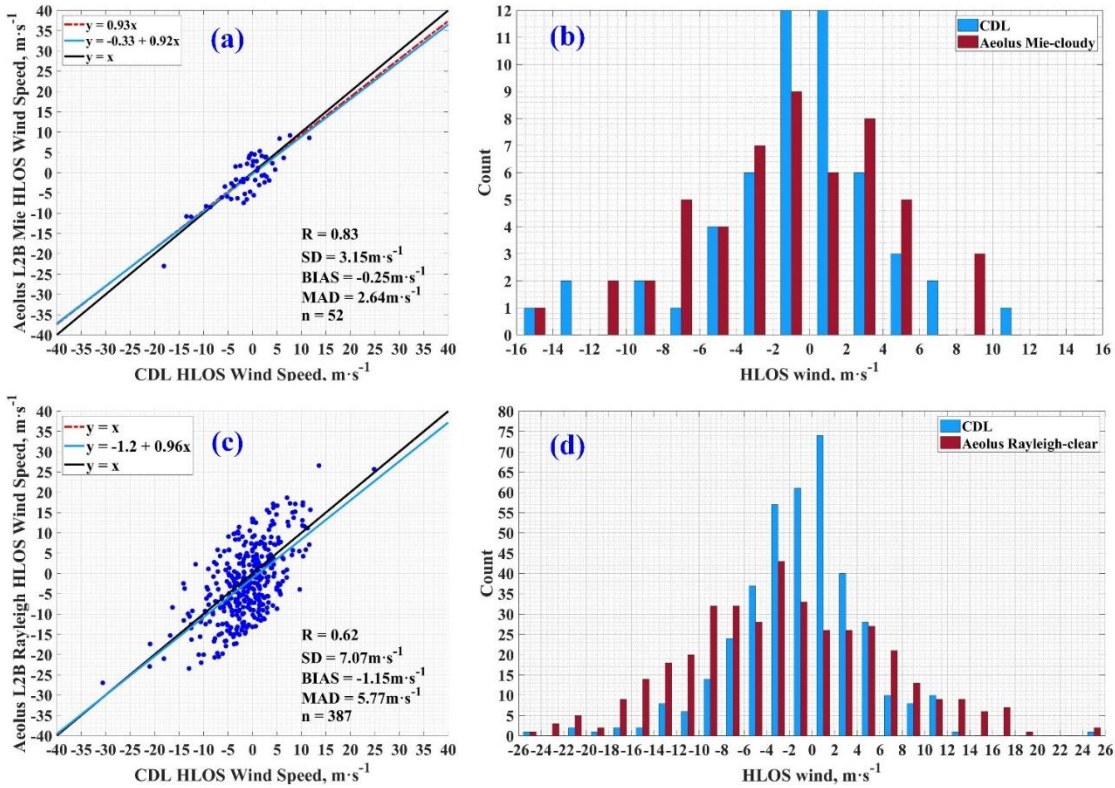 (a)
y = 0.93x
y = -0.33 + 0.92x
y = x
Aeolus L2B Mie HLOS Wind Speed, m·s⁻¹
40
35
30
25
20
15
10
5
0
-5
-10
-15
-20
-25
-30
-35
-40
R = 0.83
SD = 3.15m·s⁻¹
BIAS = -0.25m·s⁻¹
MAD = 2.64m·s⁻¹
n = 52
-40 -35 -30 -25 -20 -15 -10 -5 0 5 10 15 20 25 30 35 40
CDL HLOS Wind Speed, m·s⁻¹
(b)
CDL
Aeolus Mie-cloudy
Count
12
11
10
9
8
7
6
5
4
3
2
1
0
-16 -14 -12 -10 -8 -6 -4 -2 0 2 4 6 8 10 12 14 16
HLOS wind, m·s⁻¹
(c)
y = x
y = -1.2 + 0.96x
y = x
Aeolus L2B Rayleigh HLOS Wind Speed, m·s⁻¹
40
35
30
25
20
15
10
5
0
-5
-10
-15
-20
-25
-30
-35
-40
R = 0.62
SD = 7.07m·s⁻¹
BIAS = -1.15m·s⁻¹
MAD = 5.77m·s⁻¹
n = 387
-40 -35 -30 -25 -20 -15 -10 -5 0 5 10 15 20 25 30 35 40
CDL HLOS Wind Speed, m·s⁻¹
(d)
CDL
Aeolus Rayleigh-clear
Count
80
75
70
65
60
55
50
45
40
35
30
25
20
15
10
5
0
-26 -24 -22 -20 -18 -16 -14 -12 -10 -8 -6 -4 -2 0 2 4 6 8 10 12 14 16 18 20 22 24 26
HLOS wind, m·s⁻¹